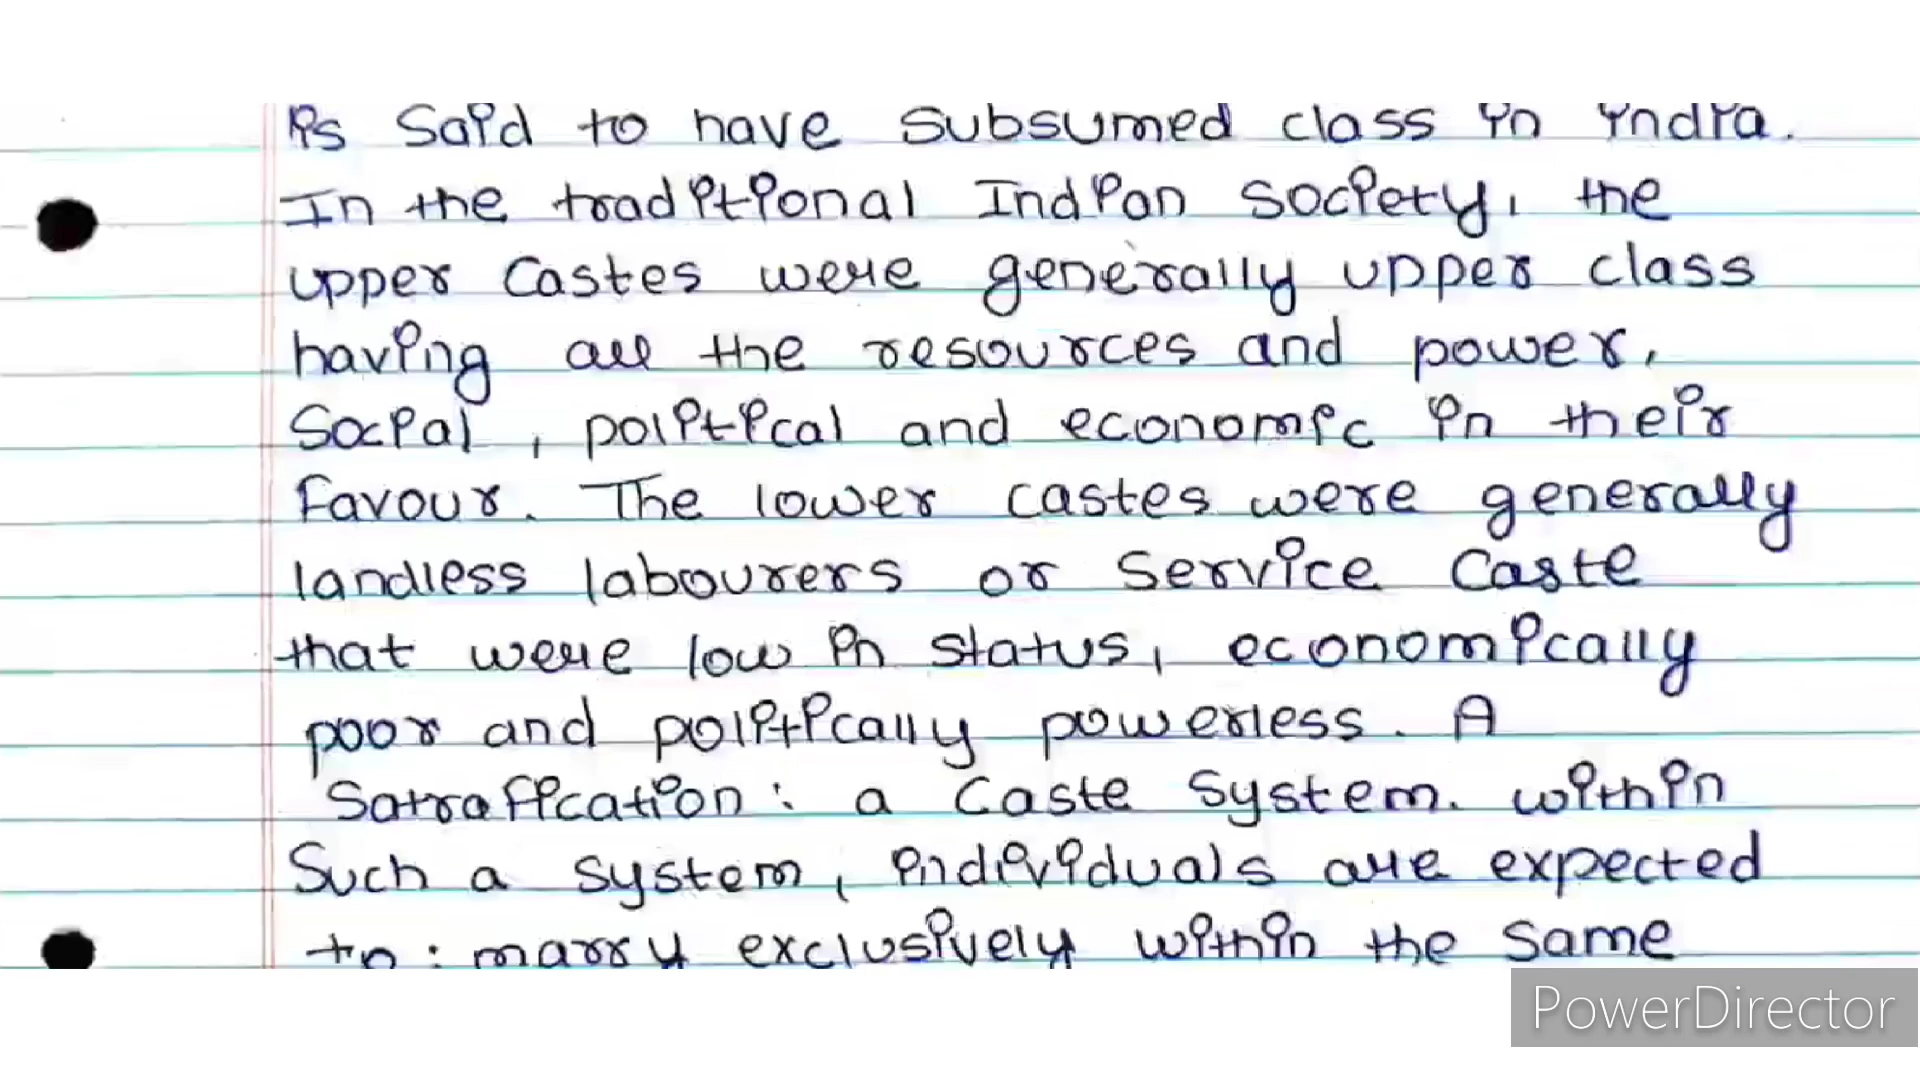 is said to have subsumed class in india.
In the traditional Indian Society, the
upper Castes were generally upper class
having all the resources and power,
Social, political and economic in their
favour. The lower castes were generally
landless labourers or Service Caste
that were low in status, economically
poor and politically powerless. A
Satrafication: a Caste System. within
Such a system, individuals are expected
to: marry exclusively within the Same
PowerDirector